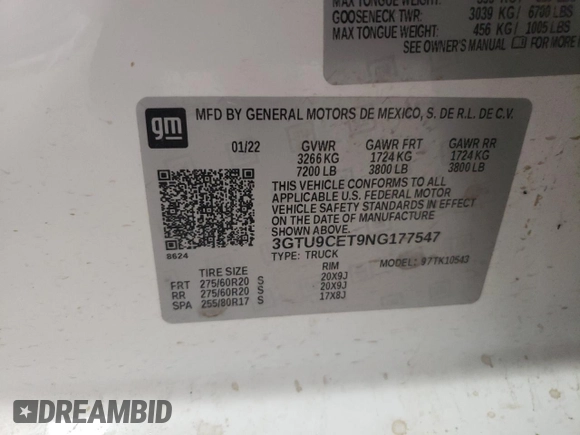 MAX TONGUE WEIGHT:
GOOSENECK TWR: 3039 KG/ 6700 LBS
MAX TONGUE WEIGHT: 456 KG/ 1005 LBS
SEE OWNER'S MANUAL FOR MORE
gm
MFD BY GENERAL MOTORS DE MEXICO, S. DE R.L. DE C.V.
01/22 GVWR GAWR FRT GAWR RR
3266 KG 1724 KG 1724 KG
7200 LB 3800 LB 3800 LB
THIS VEHICLE CONFORMS TO ALL
APPLICABLE U.S. FEDERAL MOTOR
VEHICLE SAFETY STANDARDS IN EFFECT
ON THE DATE OF MANUFACTURE SHOWN ABOVE.
3GTU9CET9NG177547
8624
TYPE: TRUCK MODEL: 97TK10543
TIRE SIZE RIM
FRT 275/60R20 S 20X9J
RR 275/60R20 S 20X9J
SPA 255/80R17 S 17X8J
DREAMBID